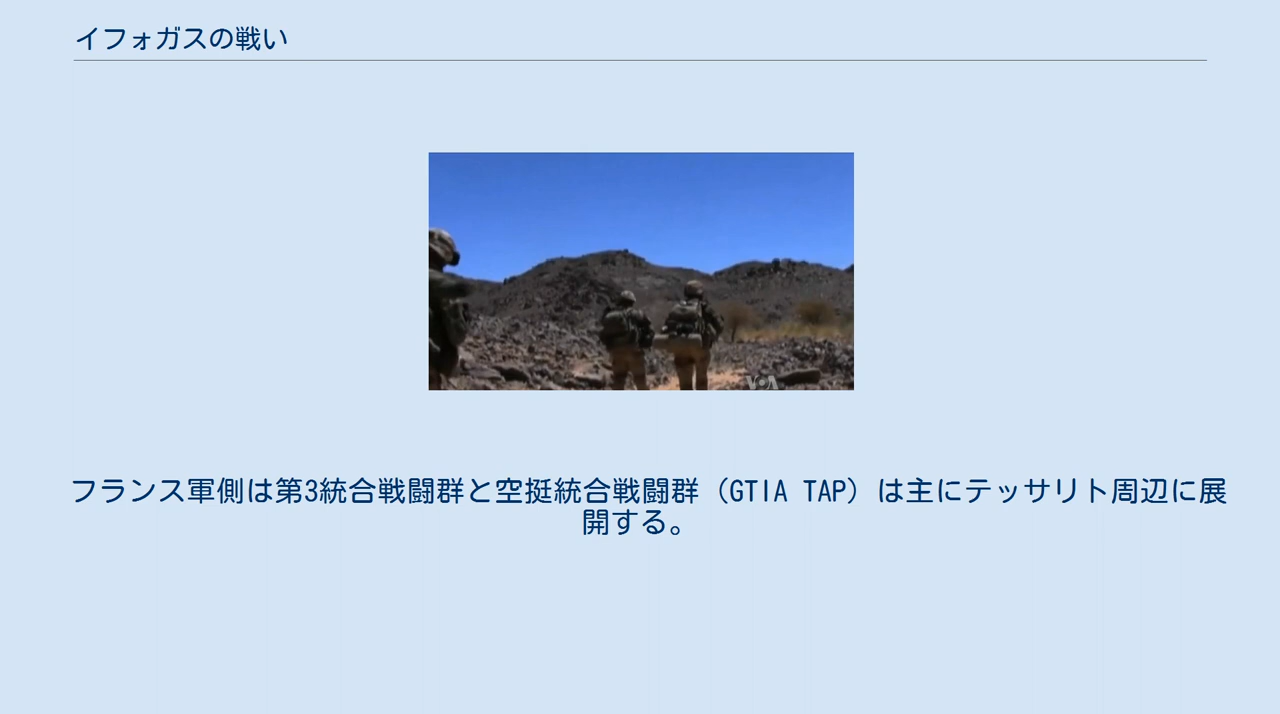 イフォガスの戦い
VOA
フランス軍側は第3統合戦闘群と空挺統合戦闘群（GTIA TAP）は主にテッサリト周辺に展
開する。